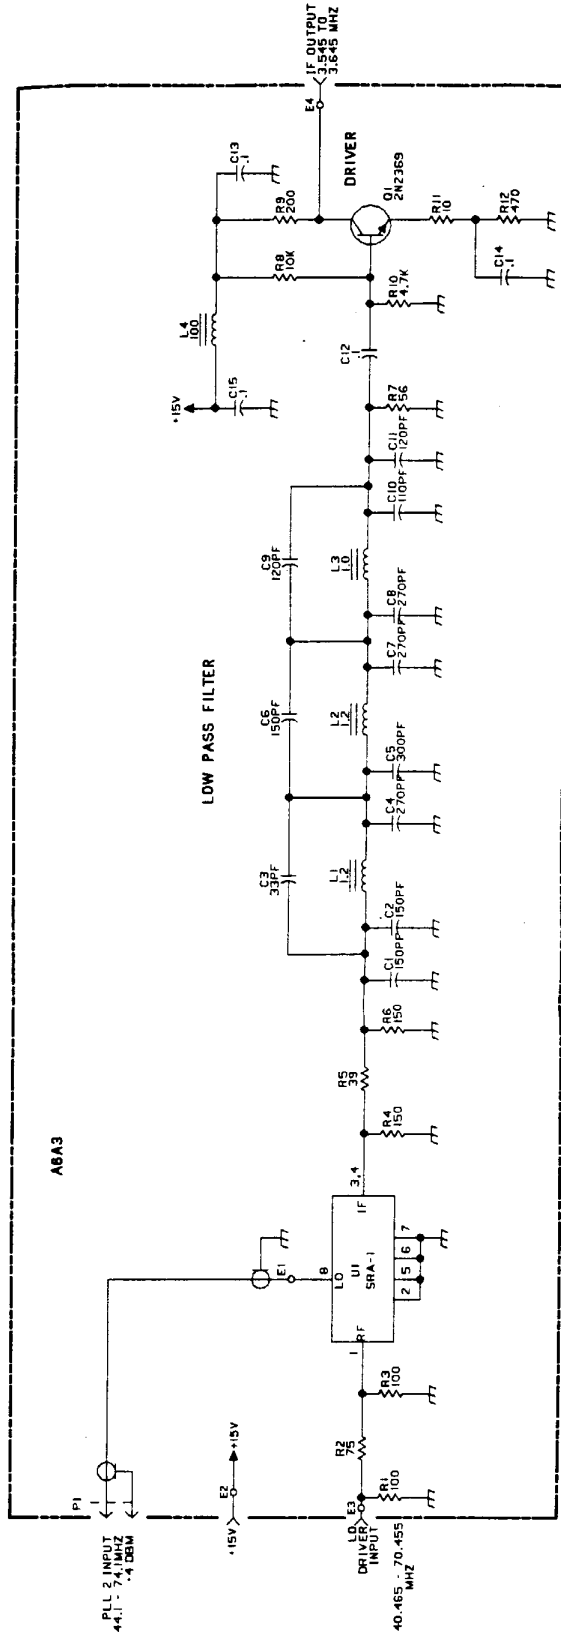 A6A3
PLL 2 INPUT
44.1 - 74.1MHZ
+4 DBM
P1
1
+15V
E2
+15V
LO
DRIVER
INPUT
40.465 - 70.455
MHZ
E3
R1
100
R2
75
R3
100
E1
8
LO
1
RF
U1
SRA-1
IF
3,4
2
5
6
7
R4
150
R5
39
R6
150
LOW PASS FILTER
C1
150PF
C2
150PF
C3
33PF
L1
1.2
C4
270PF
C5
300PF
C6
150PF
L2
1.2
C7
270PF
C8
270PF
C9
120PF
L3
1.0
C10
110PF
C11
120PF
R7
56
C12
.1
+15V
C15
.1
L4
100
R8
10K
R9
200
C13
.1
R10
4.7K
DRIVER
Q1
2N2369
R11
10
R12
470
C14
.1
E4
IF OUTPUT
3.545 TO
3.645 MHZ